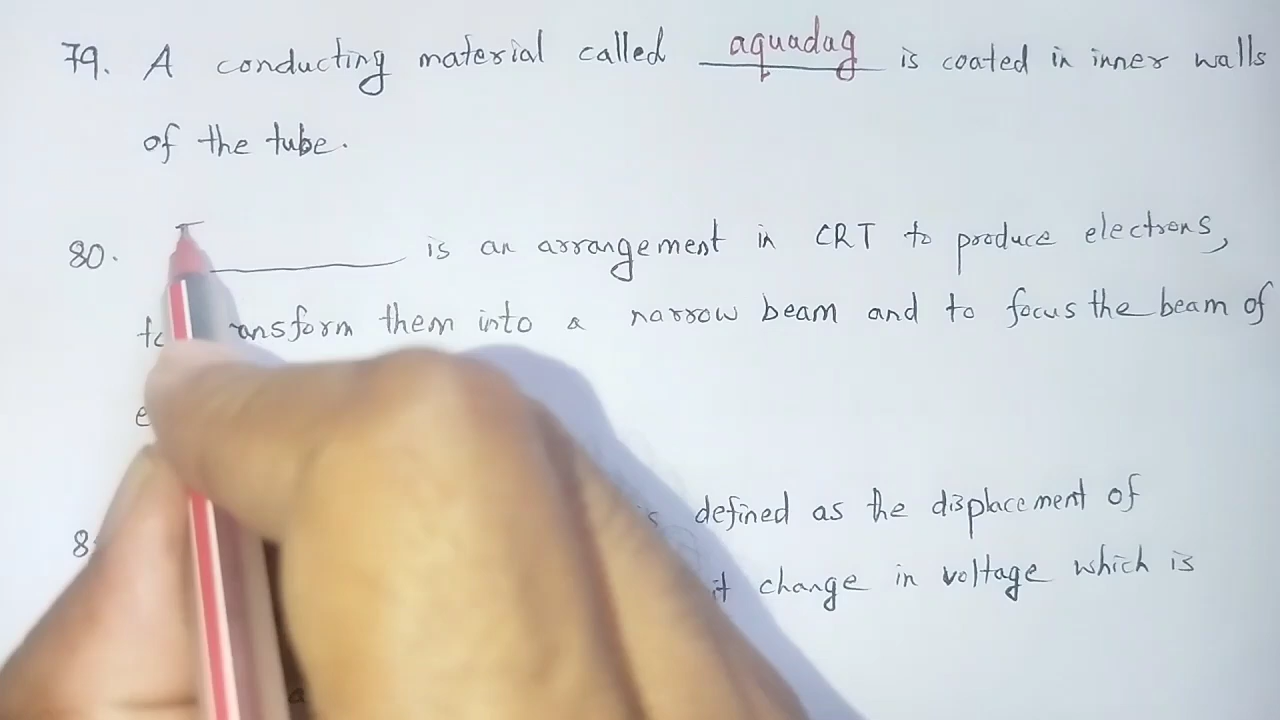 79. A conducting material called aquadag is coated in inner walls
of the tube.
80. is an arrangement in CRT to produce electrons,
them into a narrow beam and to focus the beam of
defined as the displacement of
change in voltage which is